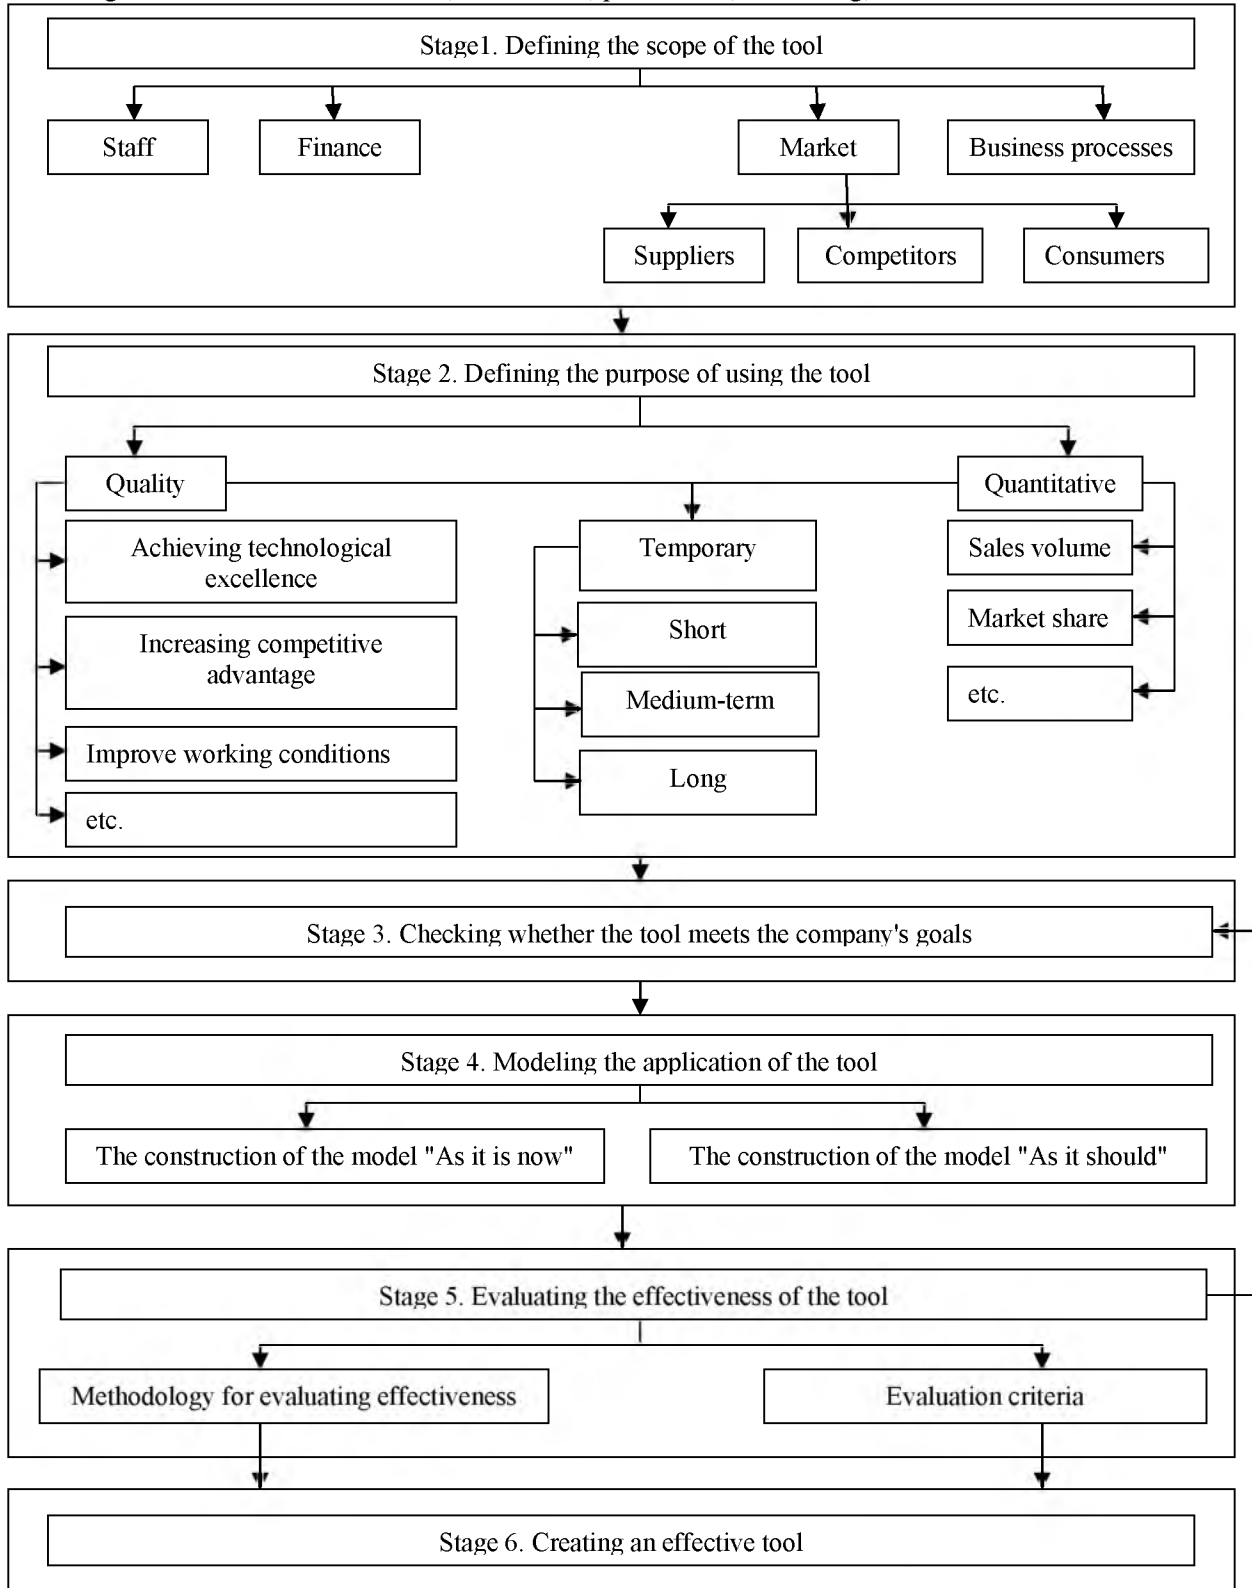 Stage1. Defining the scope of the tool
Staff
Finance
Market
Business processes
Suppliers
Competitors
Consumers
Stage 2. Defining the purpose of using the tool
Quality
Quantitative
Achieving technological
excellence
Increasing competitive
advantage
Improve working conditions
etc.
Temporary
Short
Medium-term
Long
Sales volume
Market share
etc.
Stage 3. Checking whether the tool meets the company's goals
Stage 4. Modeling the application of the tool
The construction of the model "As it is now"
The construction of the model "As it should"
Stage 5. Evaluating the effectiveness of the tool
Methodology for evaluating effectiveness
Evaluation criteria
Stage 6. Creating an effective tool